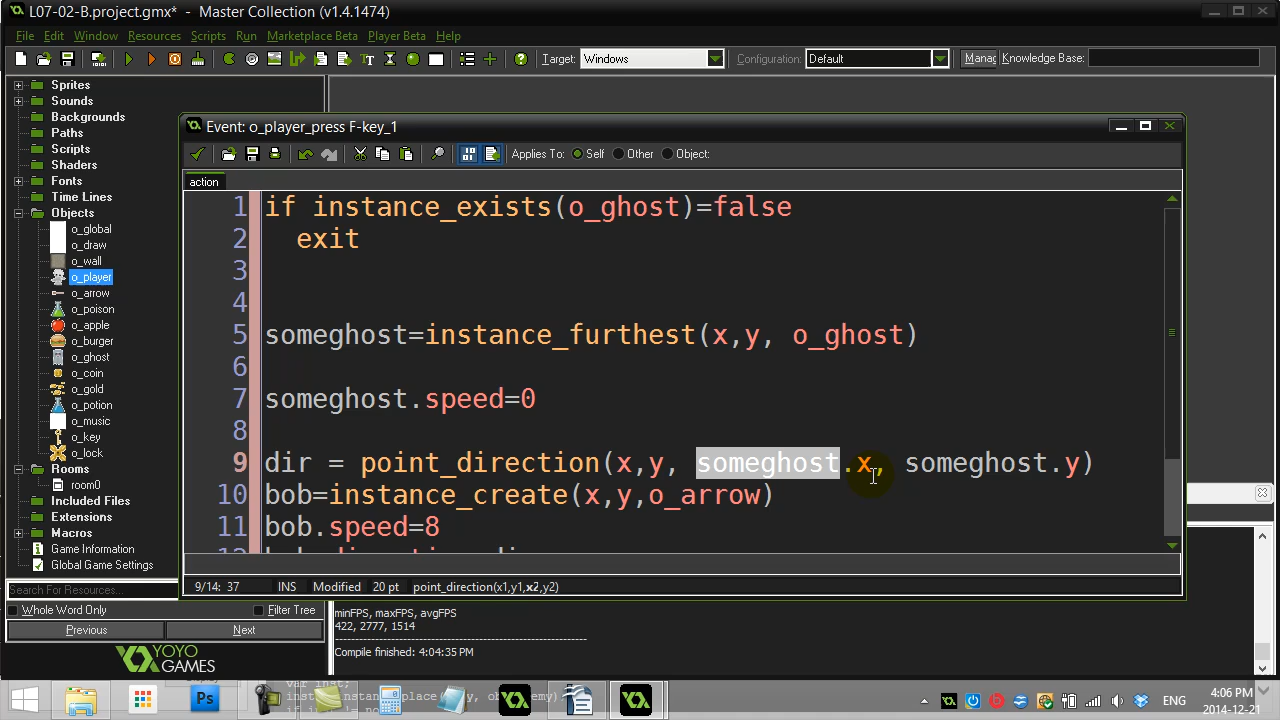 L07-02-B.project.gmx* - Master Collection (v1.4.1474)
File Edit Window Resources Scripts Run Marketplace Beta Player Beta Help
Target: Windows Configuration: Default Manag Knowledge Base:
Sprites
Sounds
Backgrounds
Paths
Scripts
Shaders
Fonts
Time Lines
Objects
o_global
o_draw
o_wall
o_player
o_arrow
o_poison
o_apple
o_burger
o_ghost
o_coin
o_gold
o_potion
o_music
o_key
o_lock
Rooms
room0
Included Files
Extensions
Macros
Game Information
Global Game Settings
Search For Resources...
Whole Word Only Filter Tree
Previous Next
YOYO GAMES
Event: o_player_press F-key_1
Applies To: Self Other Object:
action
1 if instance_exists(o_ghost)=false
2 exit
3
4
5 someghost=instance_furthest(x,y, o_ghost)
6
7 someghost.speed=0
8
9 dir = point_direction(x,y, someghost.x, someghost.y)
10 bob=instance_create(x,y,o_arrow)
11 bob.speed=8
9/14: 37 INS Modified 20 pt point_direction(x1,y1,x2,y2)
minFPS, maxFPS, avgFPS
422, 2777, 1514
Compile finished: 4:04:35 PM
var inst;
ENG
4:06 PM
2014-12-21